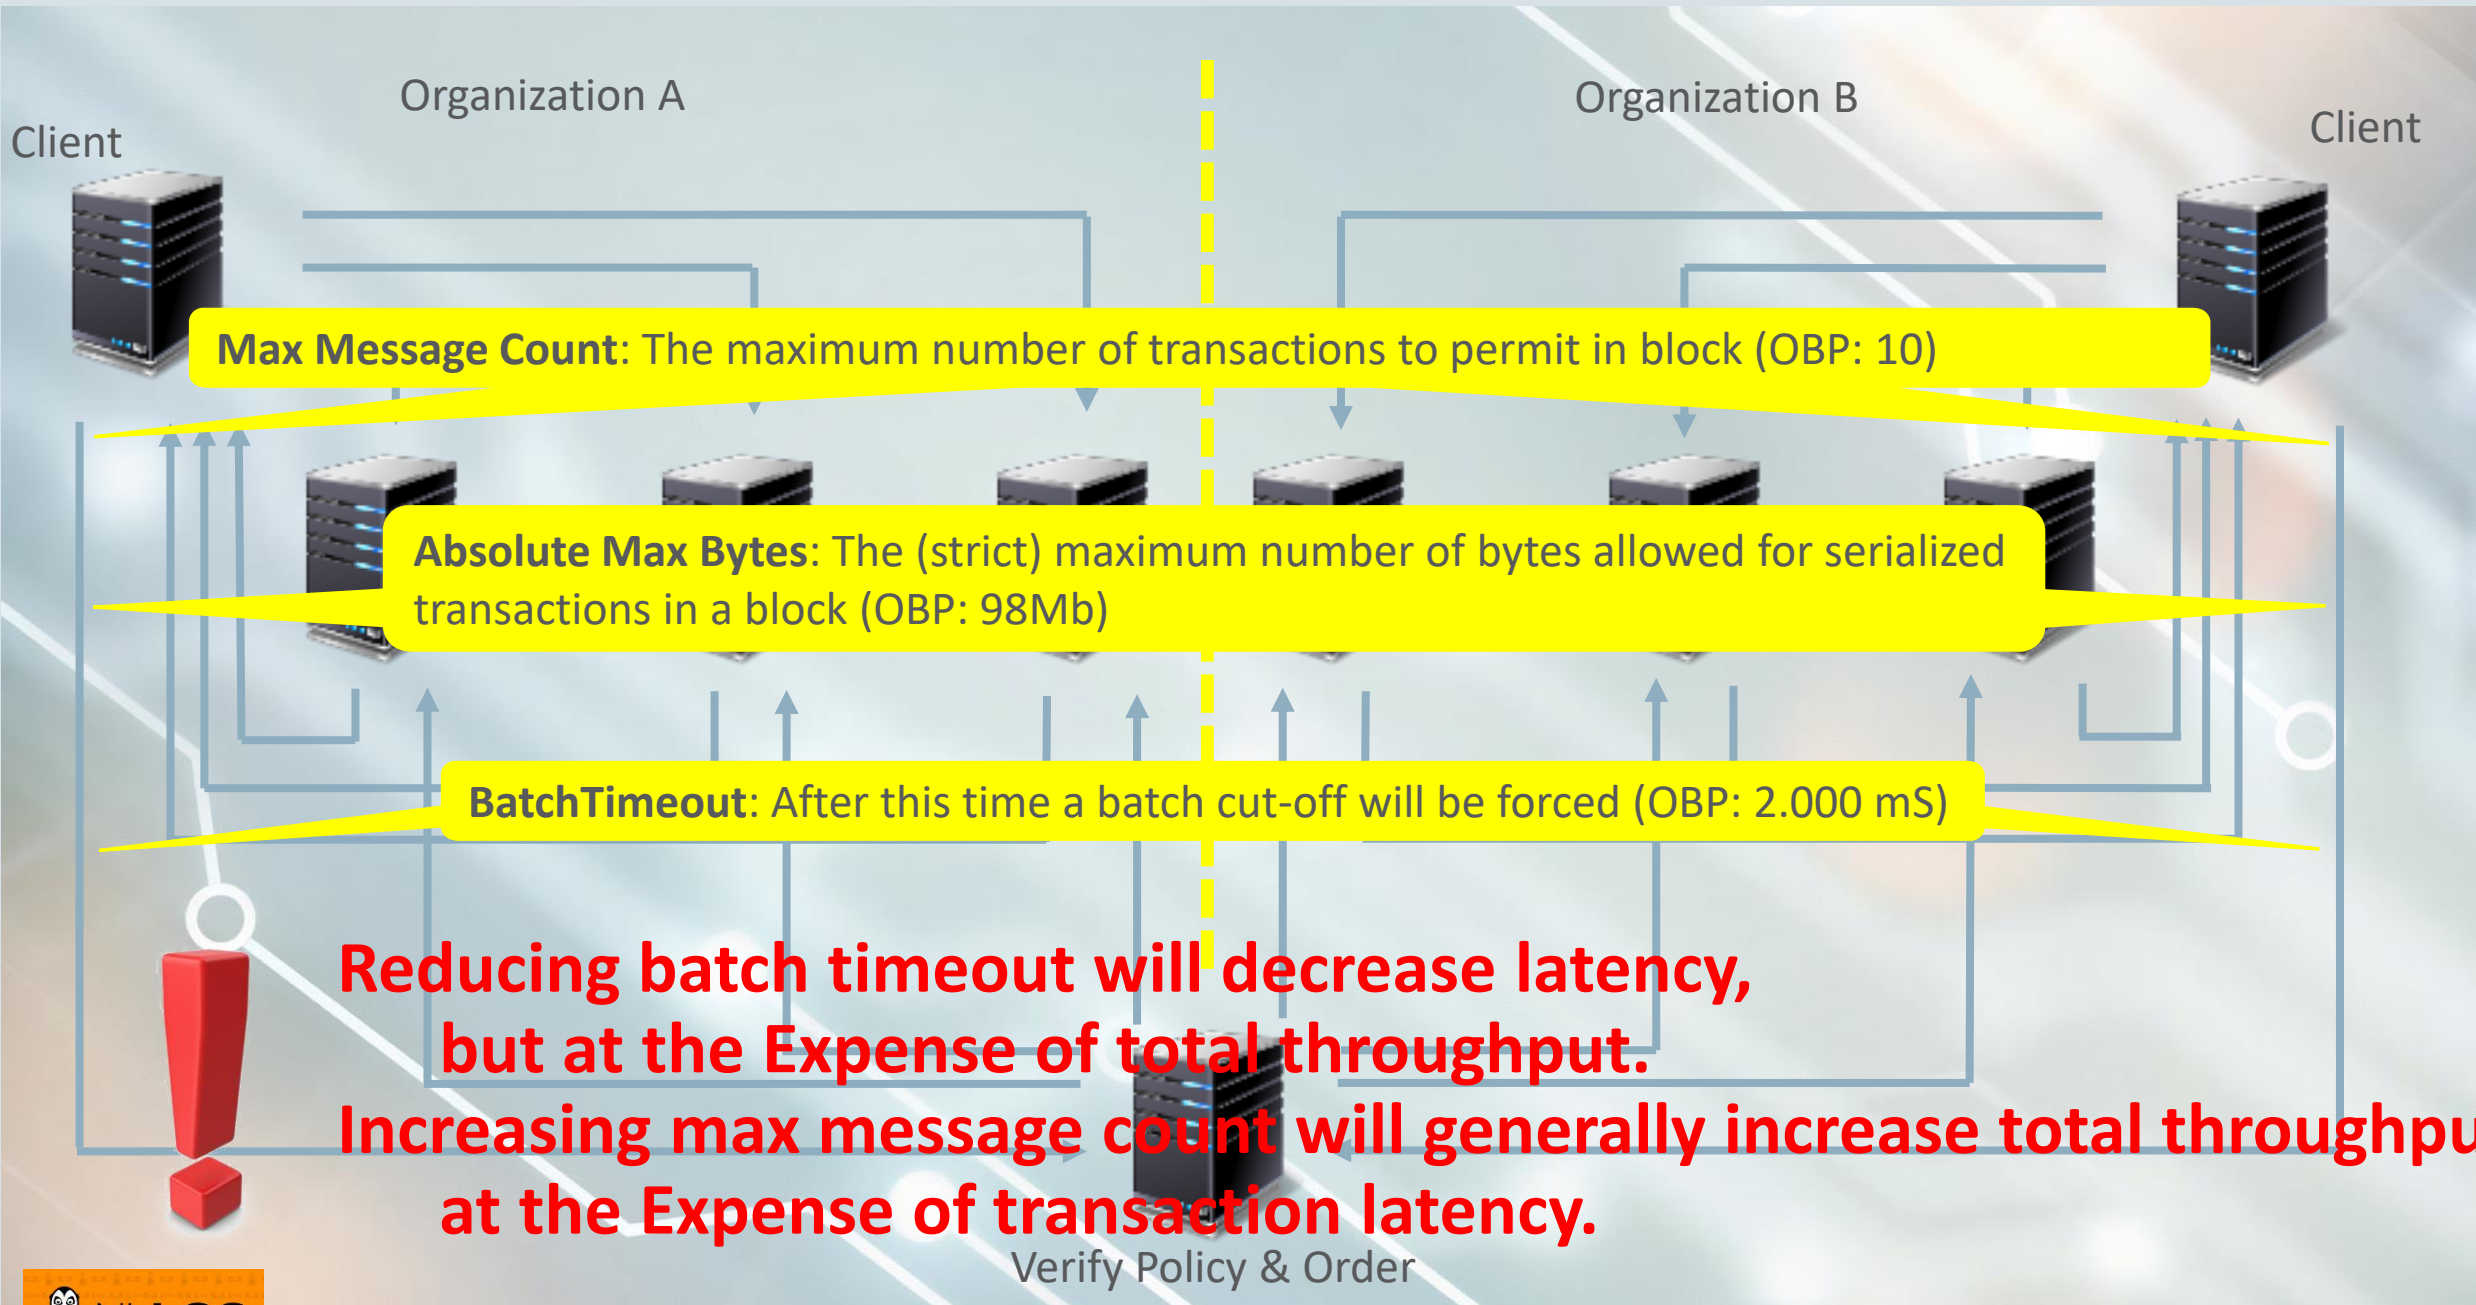 Organization A
Organization B
Client
Client
Max Message Count: The maximum number of transactions to permit in block (OBP: 10)
Absolute Max Bytes: The (strict) maximum number of bytes allowed for serialized
transactions in a block (OBP: 98Mb)
BatchTimeout: After this time a batch cut-off will be forced (OBP: 2.000 mS)
Reducing batch timeout will decrease latency,
but at the Expense of total throughput.
Increasing max message count will generally increase total throughpu
at the Expense of transaction latency.
Verify Policy & Order